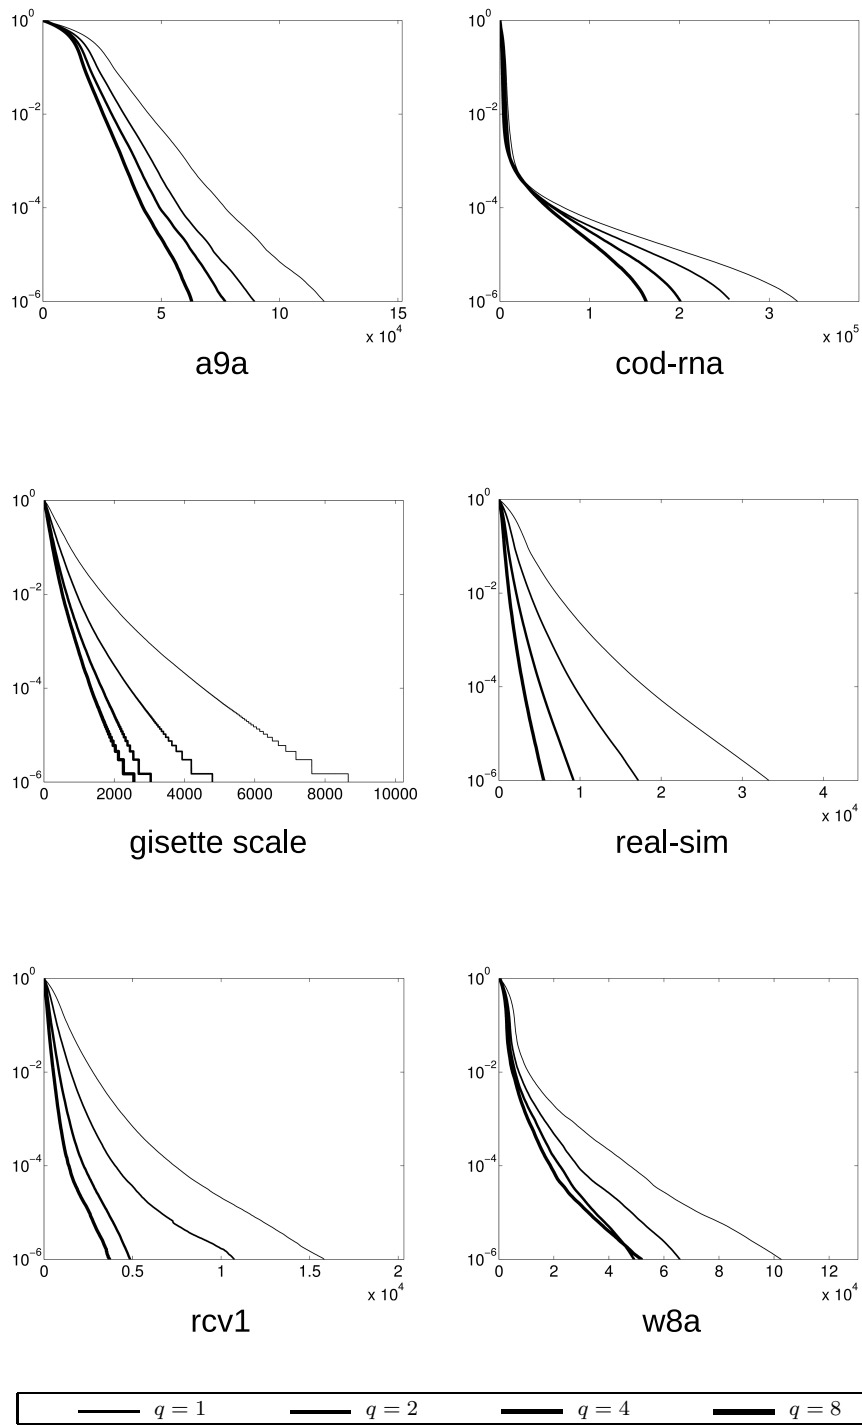 10^0
10^−2
10^−4
10^−6
0 5 10 15
x 10^4
a9a
10^0
10^−2
10^−4
10^−6
0 1 2 3
x 10^5
cod-rna
10^0
10^−2
10^−4
10^−6
0 2000 4000 6000 8000 10000
gisette scale
10^0
10^−2
10^−4
10^−6
0 1 2 3 4
x 10^4
real-sim
10^0
10^−2
10^−4
10^−6
0 0.5 1 1.5 2
x 10^4
rcv1
10^0
10^−2
10^−4
10^−6
0 2 4 6 8 10 12
x 10^4
w8a
q = 1 q = 2 q = 4 q = 8